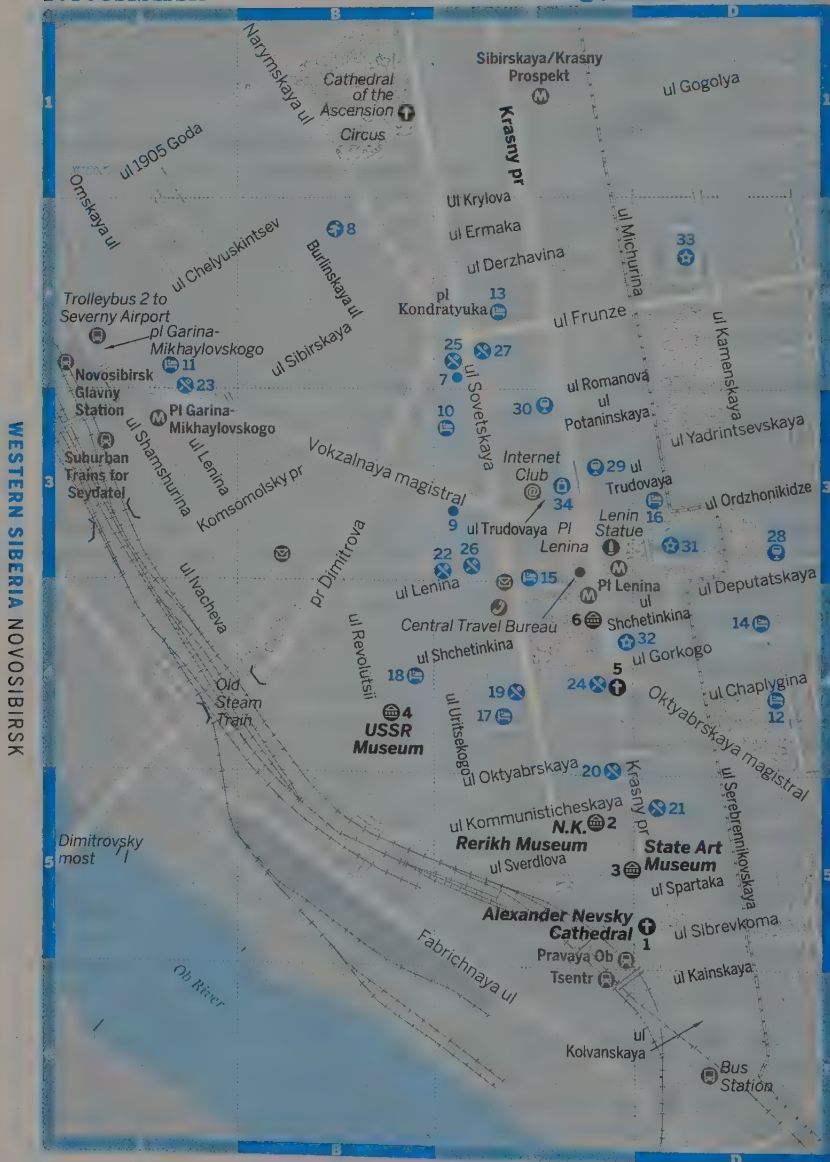 B
D
1
1
Narymskaya ul
Cathedral
of the
Ascension
Circus
Sibirskaya/Krasny
Prospekt
ul Gogolya
Krasny pr
ul 1905 Goda
Omskaya ul
Ul Krylova
ul Ermaka
ul Derzhavina
ul Michurina
33
8
ul Chelyuskintsev
Burlinskaya ul
Trolleybus 2 to
Severny Airport
pl Garina-
Mikhaylovskogo
13
pl
Kondratyuka
ul Frunze
ul Kamenskaya
ul Sibirskaya
25
27
7
11
23
Novosibirsk
Glavny
Station
Pl Garina-
Mikhaylovskogo
ul Sovetskaya
10
30
ul Romanova
ul
Potaninskaya
ul Yadrintsevskaya
Suburban
Trains for
Seydatel
ul Shamshurina
ul Lenina
Komsomolsky pr
Vokzalnaya magistral
Internet
Club
34
29 ul
Trudovaya
3
3
ul Ordzhonikidze
16
9
ul Trudovaya
Pl
Lenina
Lenin
Statue
31
28
22
26
pr Dimitrova
ul Ivacheva
ul Lenina
15
Pl Lenina
ul Deputatskaya
Central Travel Bureau
6
ul
Shchetinkina
14
ul Revolutsii
ul Shchetinkina
32
ul Gorkogo
18
5
24
19
17
ul Chaplygina
12
Old
Steam
Train
4
USSR
Museum
ul Uritsekogo
Oktyabrskaya magistral
ul Oktyabrskaya
20
Krasny pr
ul Serebrennikovskaya
21
ul Kommunisticheskaya
N.K.
Rerikh Museum
2
Dimitrovsky
most
5
5
ul Sverdlova
3
State Art
Museum
ul Spartaka
Alexander Nevsky
Cathedral
1
ul Sibrevkoma
Fabrichnaya ul
Pravaya Ob
Tsentr
ul Kainskaya
Ob River
ul
Kolvanskaya
Bus
Station
B
D
WESTERN SIBERIA NOVOSIBIRSK